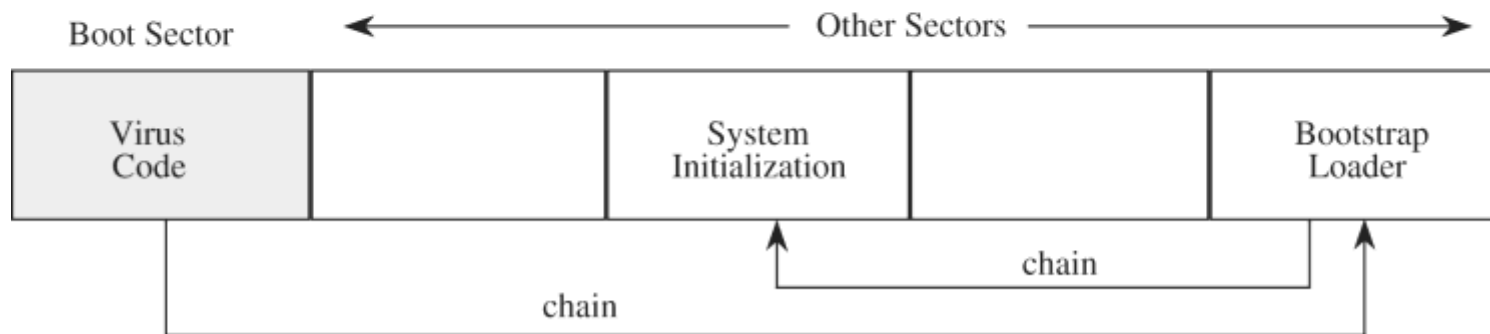 Boot Sector
Other Sectors
Virus
Code
System
Initialization
Bootstrap
Loader
chain
chain